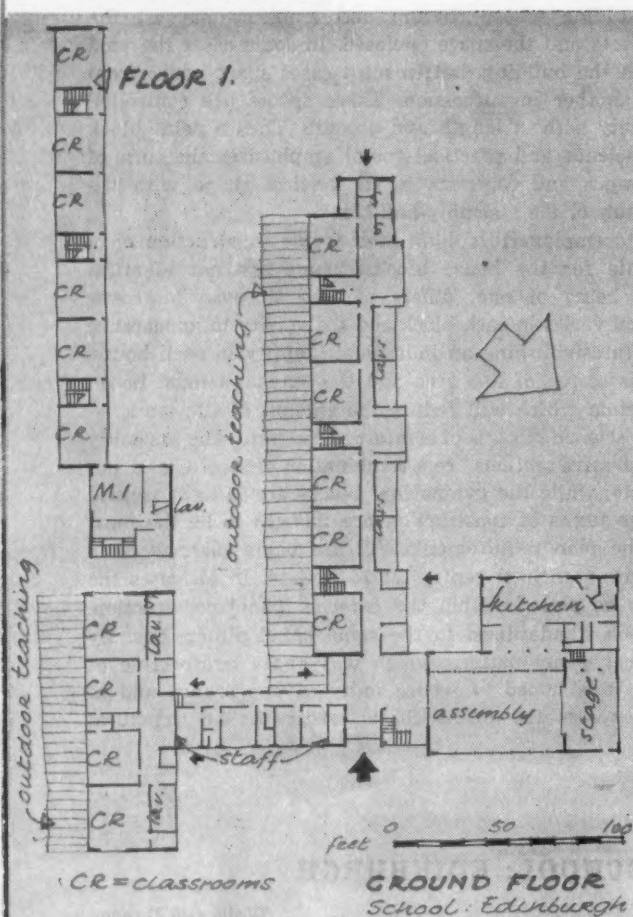 CR
FLOOR 1.
CR
CR
CR
CR
CR
M.1
lav.
outdoor teaching
CR
CR
CR
CR
CR
CR
lav.
lav.
outdoor teaching
CR
CR
CR
CR
lav.
lav.
staff
kitchen
assembly
stage.
feet 0 50 100
CR = classrooms
GROUND FLOOR
School: Edinburgh